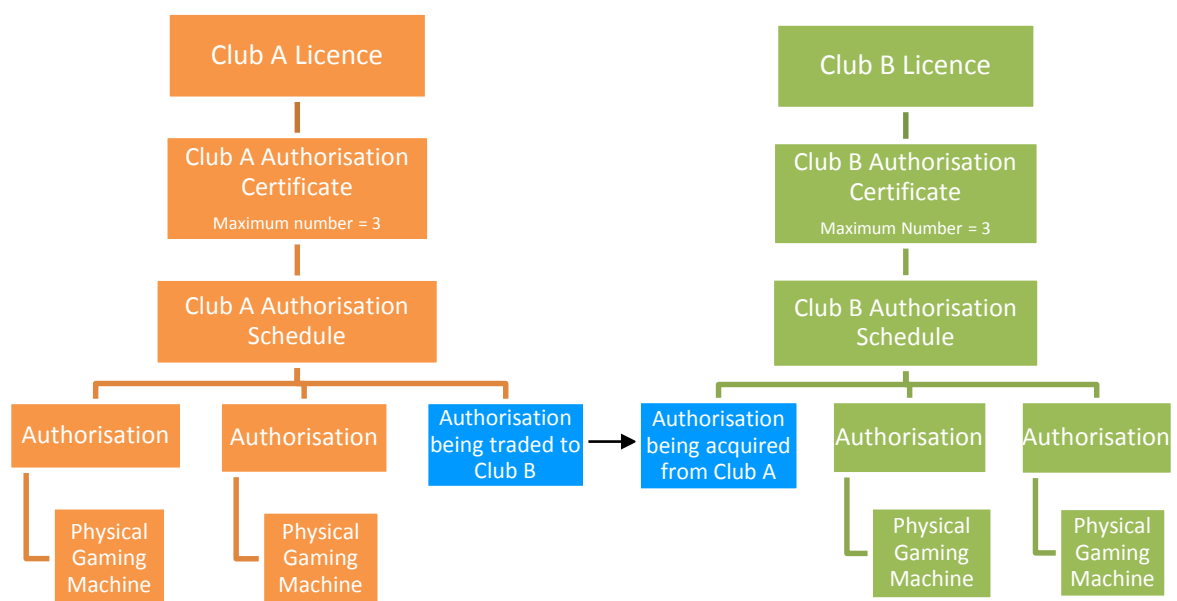 Club A Licence
Club B Licence
Club A Authorisation
Certificate
Maximum number = 3
Club B Authorisation
Certificate
Maximum Number = 3
Club A Authorisation
Schedule
Club B Authorisation
Schedule
Authorisation
Authorisation
Authorisation
being traded to
Club B
Authorisation
being acquired
from Club A
Authorisation
Authorisation
Physical
Gaming
Machine
Physical
Gaming
Machine
Physical
Gaming
Machine
Physical
Gaming
Machine